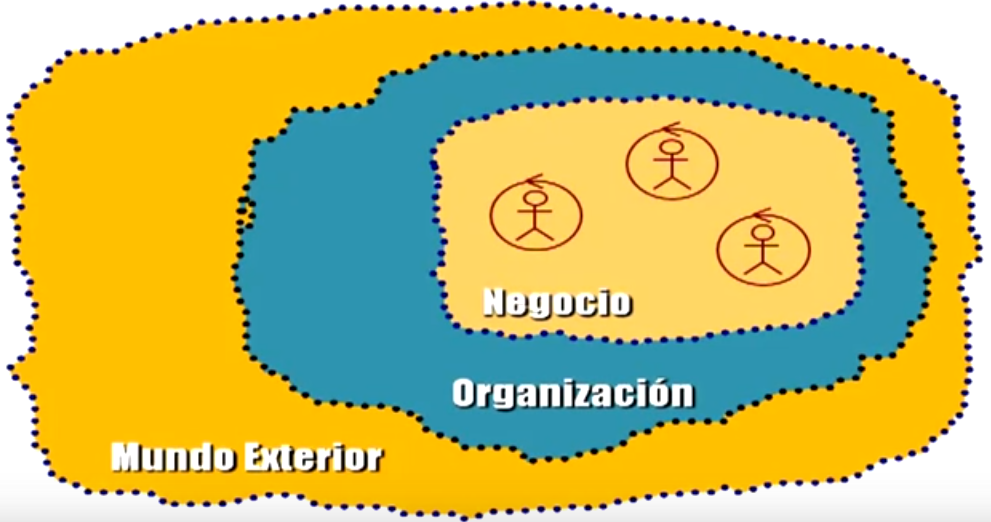 Negocio
Organización
Mundo Exterior